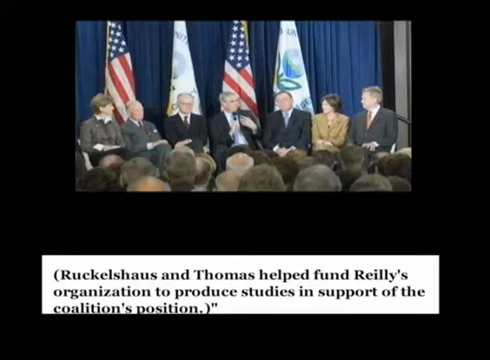 (Ruckelshaus and Thomas helped fund Reilly's
organization to produce studies in support of the
coalition's position.)"